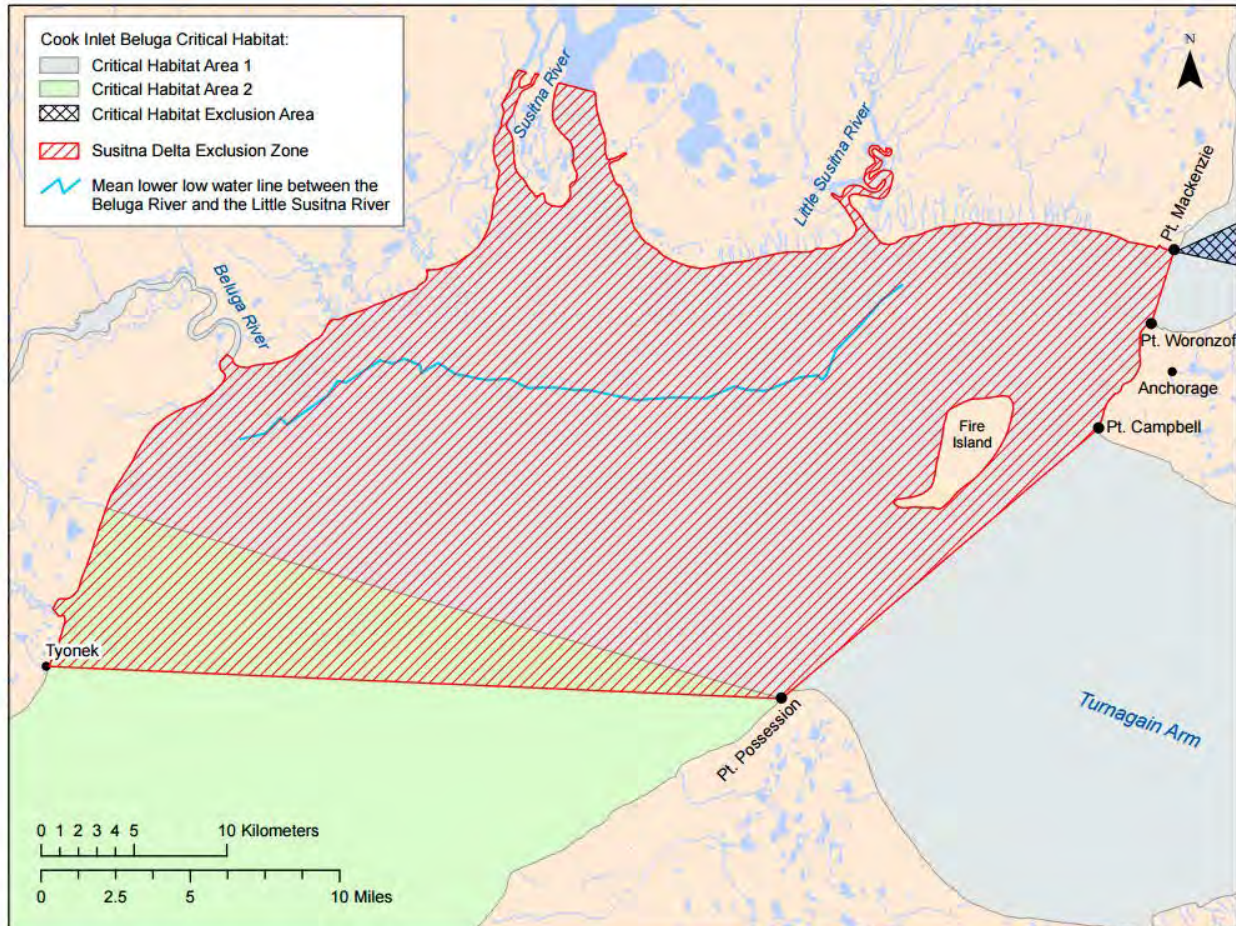 Cook Inlet Beluga Critical Habitat:
Critical Habitat Area 1
Critical Habitat Area 2
Critical Habitat Exclusion Area
Susitna Delta Exclusion Zone
Mean lower low water line between the
Beluga River and the Little Susitna River
N
Susitna River
Little Susitna River
Pt. Mackenzie
Beluga River
Pt. Woronzof
Anchorage
Fire
Island
Pt. Campbell
Tyonek
Pt. Possession
Turnagain Arm
0 1 2 3 4 5 10 Kilometers
0 2.5 5 10 Miles